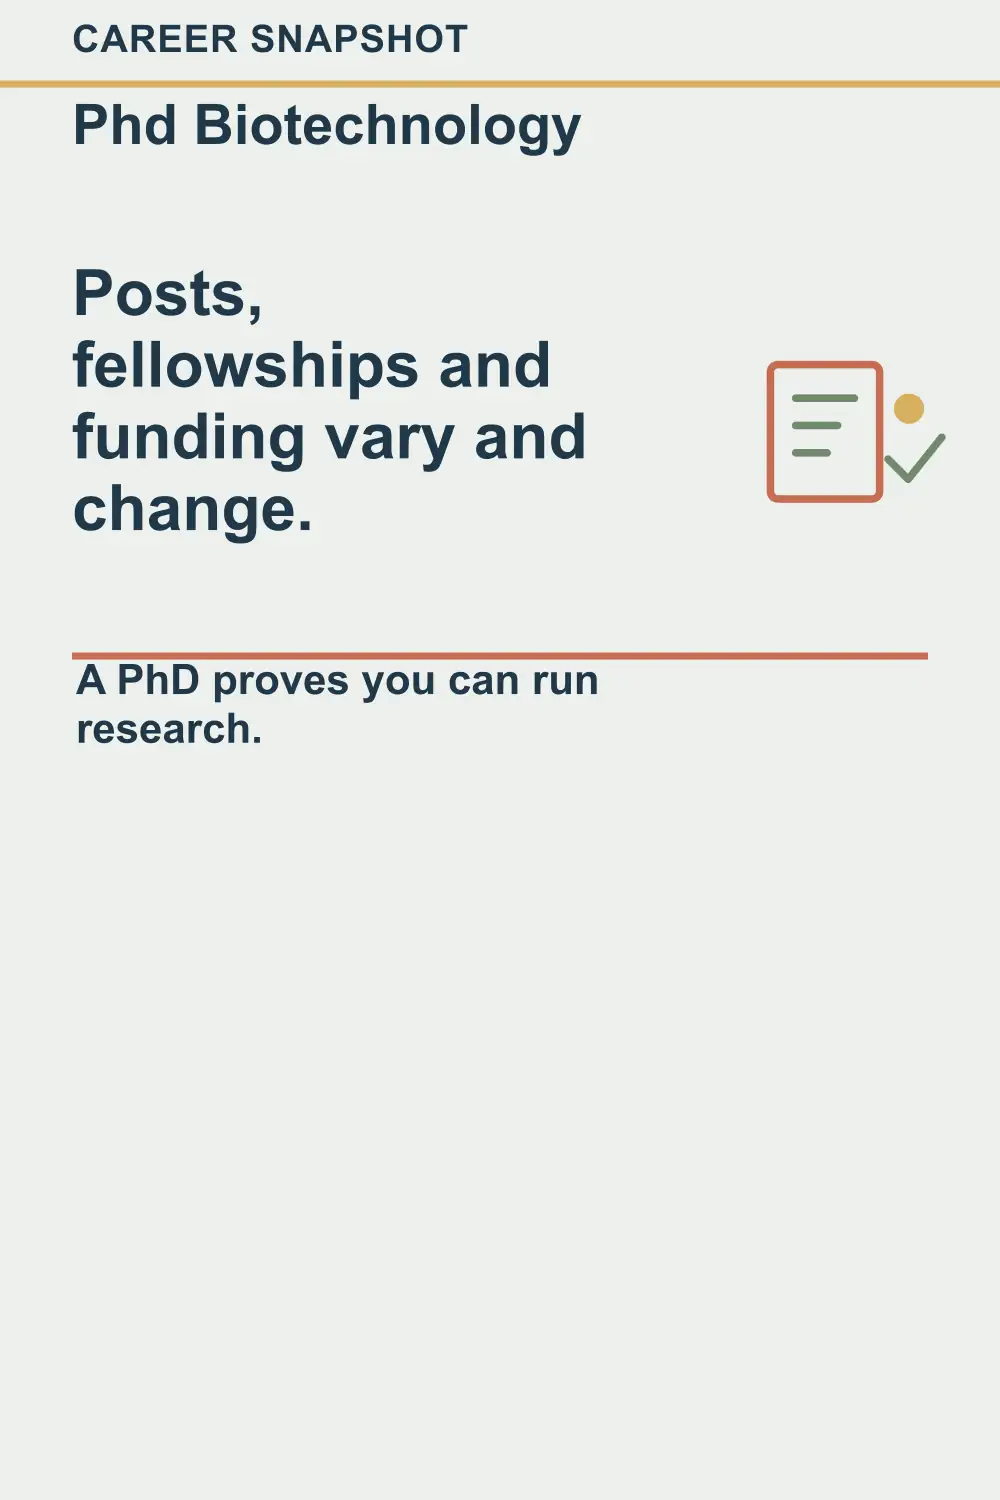 CAREER SNAPSHOT
Phd Biotechnology
Posts,
fellowships and
funding vary and
change.
A PhD proves you can run
research.